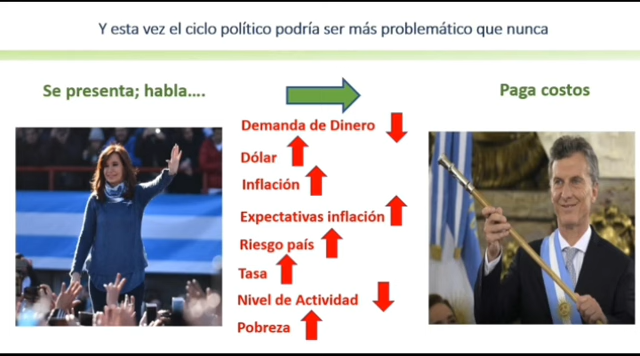 Y esta vez el ciclo político podría ser más problemático que nunca
Se presenta; habla....
Paga costos
Demanda de Dinero
Dólar
Inflación
Expectativas inflación
Riesgo país
Tasa
Nivel de Actividad
Pobreza